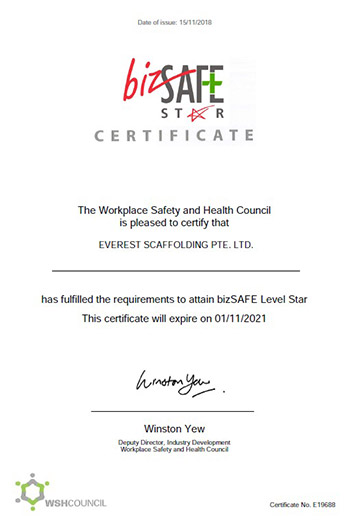 Date of issue: 15/11/2018
bizSAFE
STAR
CERTIFICATE
The Workplace Safety and Health Council
is pleased to certify that
EVEREST SCAFFOLDING PTE. LTD.
has fulfilled the requirements to attain bizSAFE Level Star
This certificate will expire on 01/11/2021
Winston Yew
Winston Yew
Deputy Director, Industry Development
Workplace Safety and Health Council
WSHCOUNCIL
Certificate No. E19688